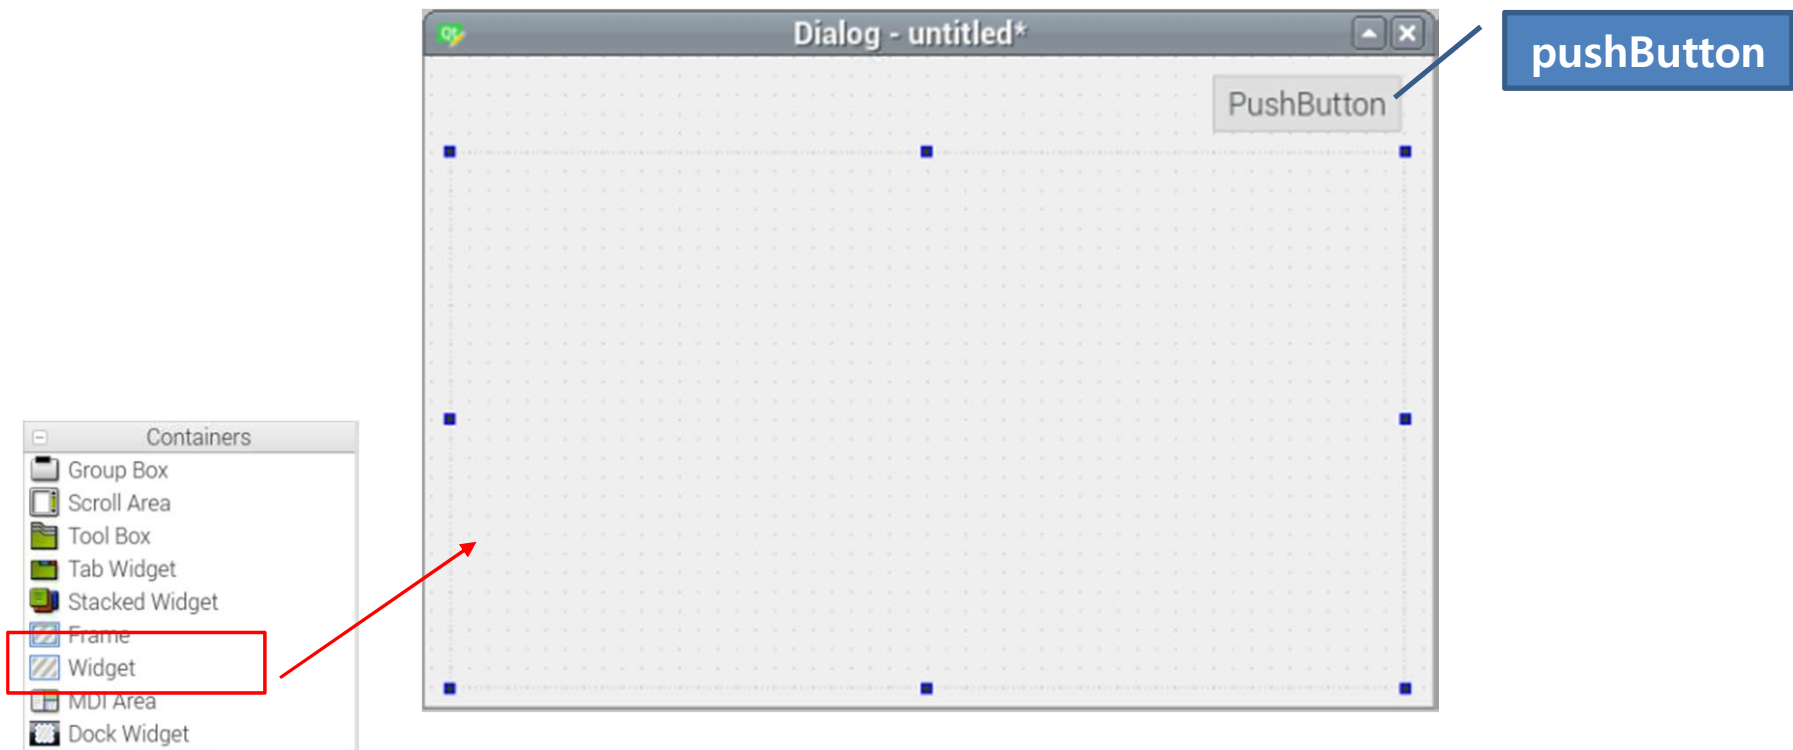 Dialog - untitled*
pushButton
PushButton
Containers
Group Box
Scroll Area
Tool Box
Tab Widget
Stacked Widget
Frame
Widget
MDI Area
Dock Widget